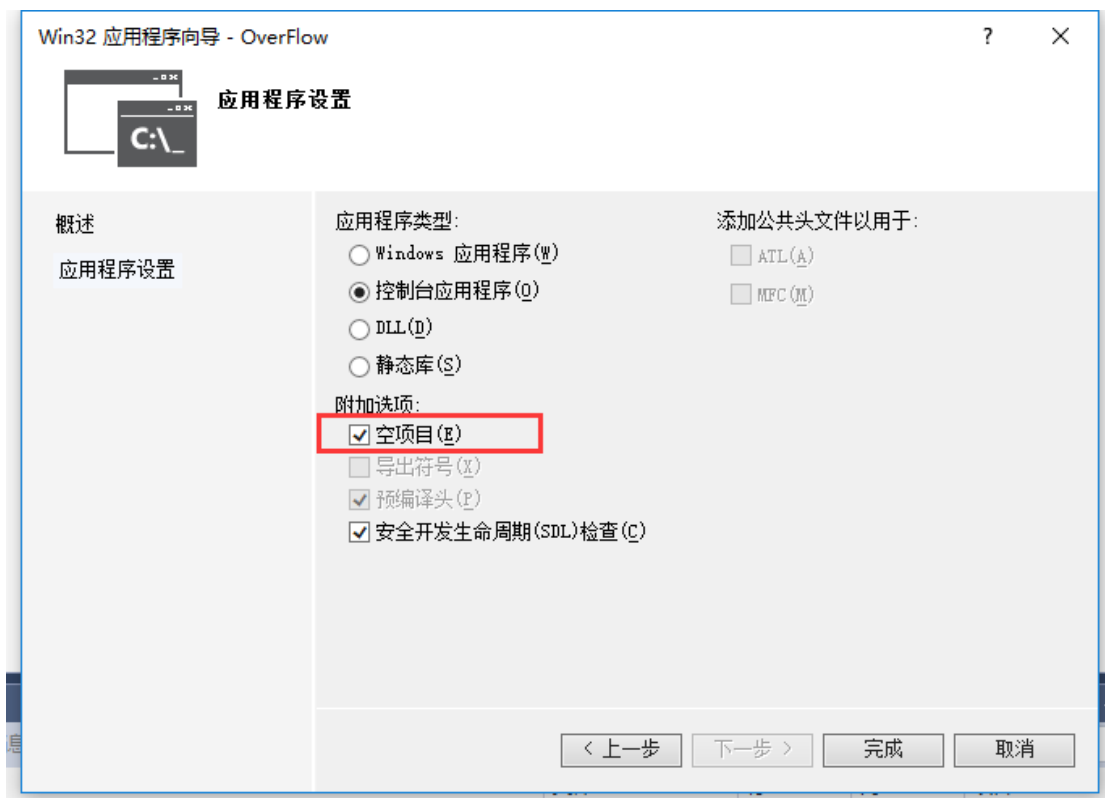 Win32 应用程序向导 - OverFlow
?
C:\_
应用程序设置
概述
应用程序设置
应用程序类型:
Windows 应用程序(W)
控制台应用程序(O)
DLL(D)
静态库(S)
附加选项:
空项目(E)
导出符号(X)
预编译头(P)
安全开发生命周期(SDL)检查(C)
添加公共头文件以用于:
ATL(A)
MFC(M)
< 上一步
下一步 >
完成
取消